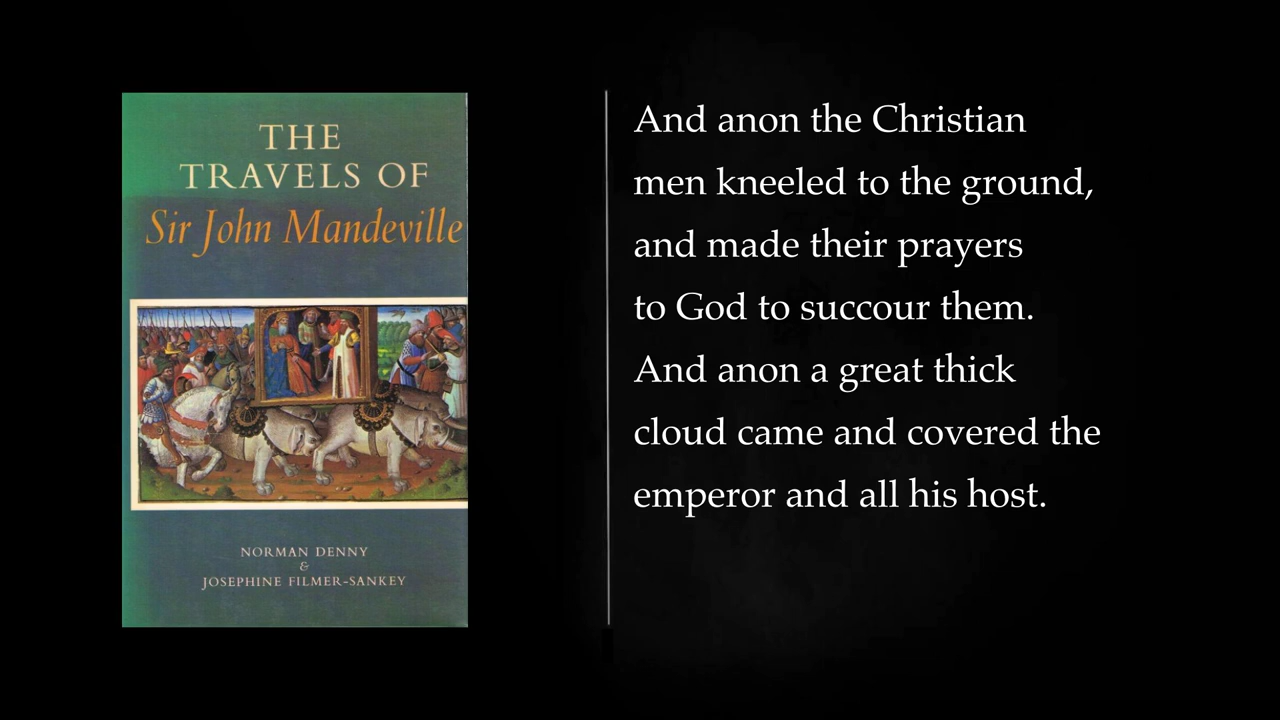 THE
TRAVELS OF
Sir John Mandeville
NORMAN DENNY
&
JOSEPHINE FILMER-SANKEY
And anon the Christian
men kneeled to the ground,
and made their prayers
to God to succour them.
And anon a great thick
cloud came and covered the
emperor and all his host.